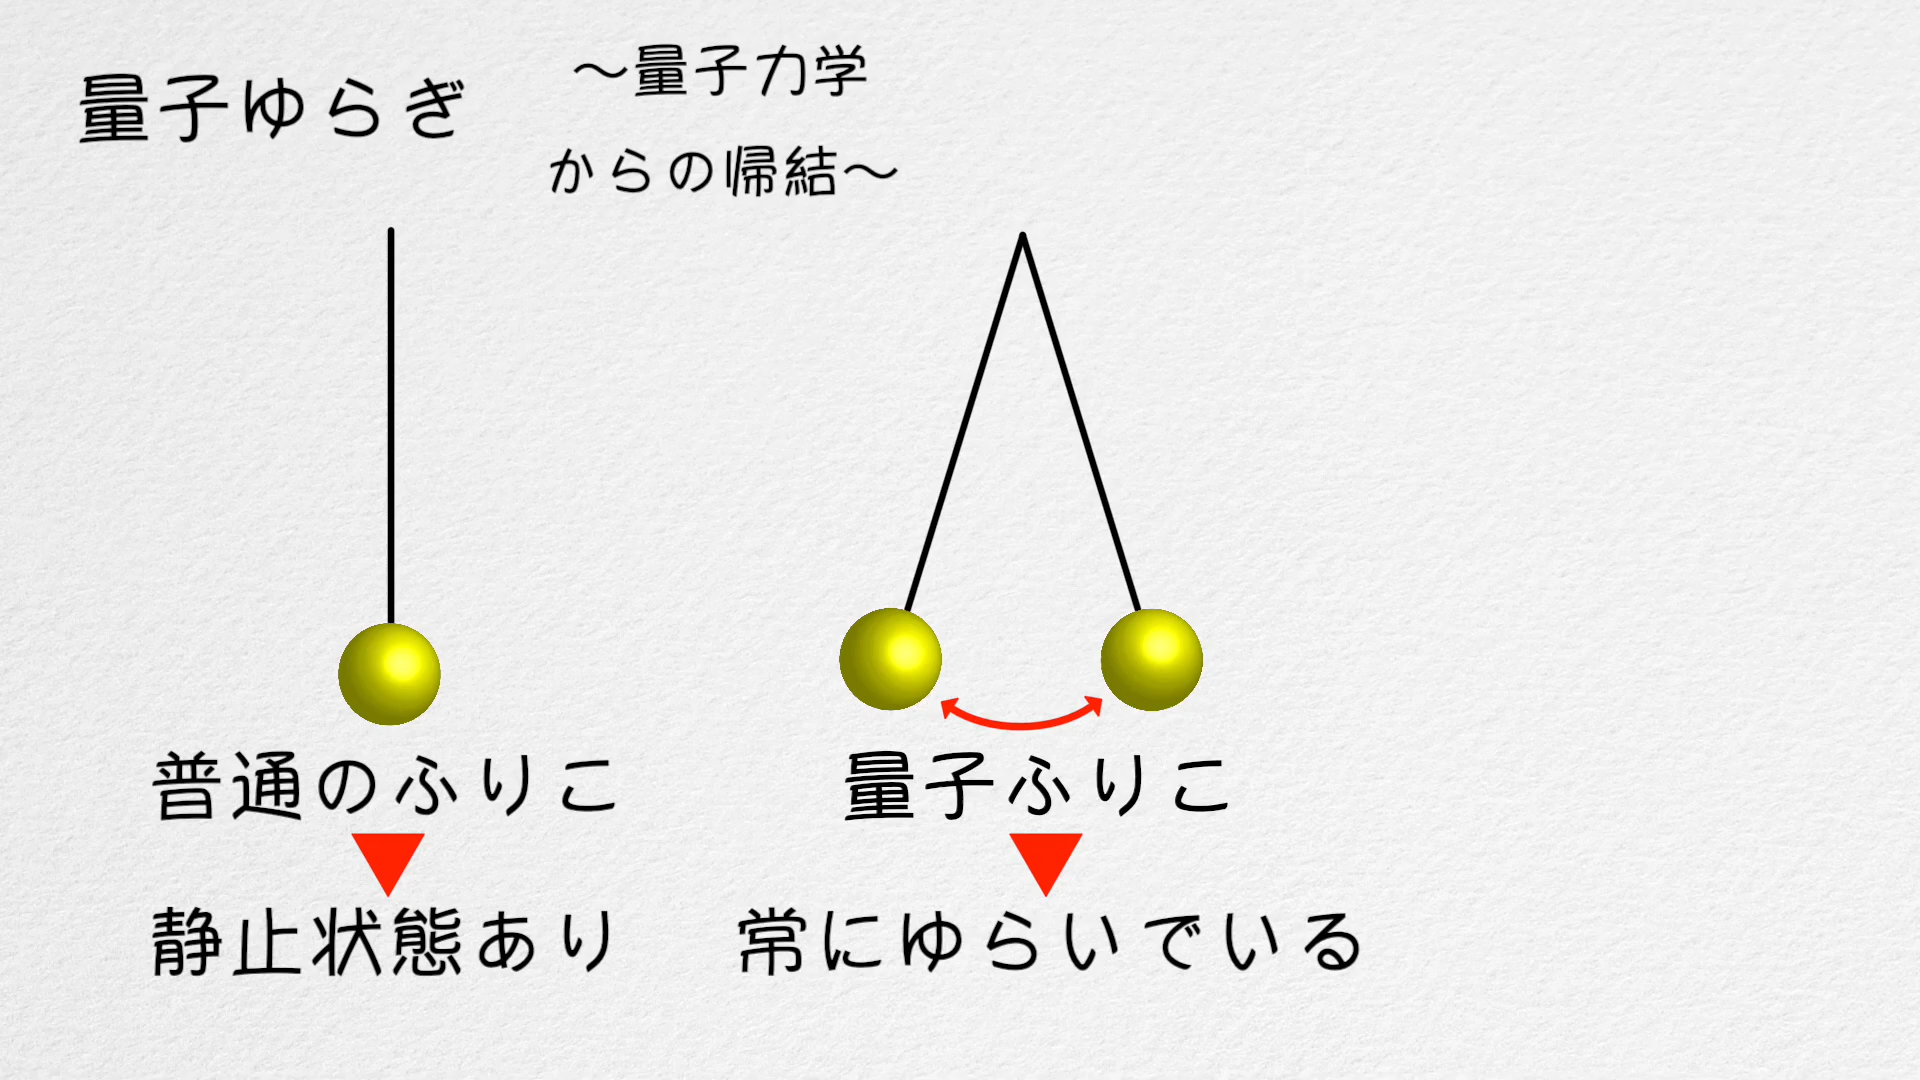 量子ゆらぎ
〜量子力学
からの帰結〜
普通のふりこ
量子ふりこ
静止状態あり
常にゆらいでいる